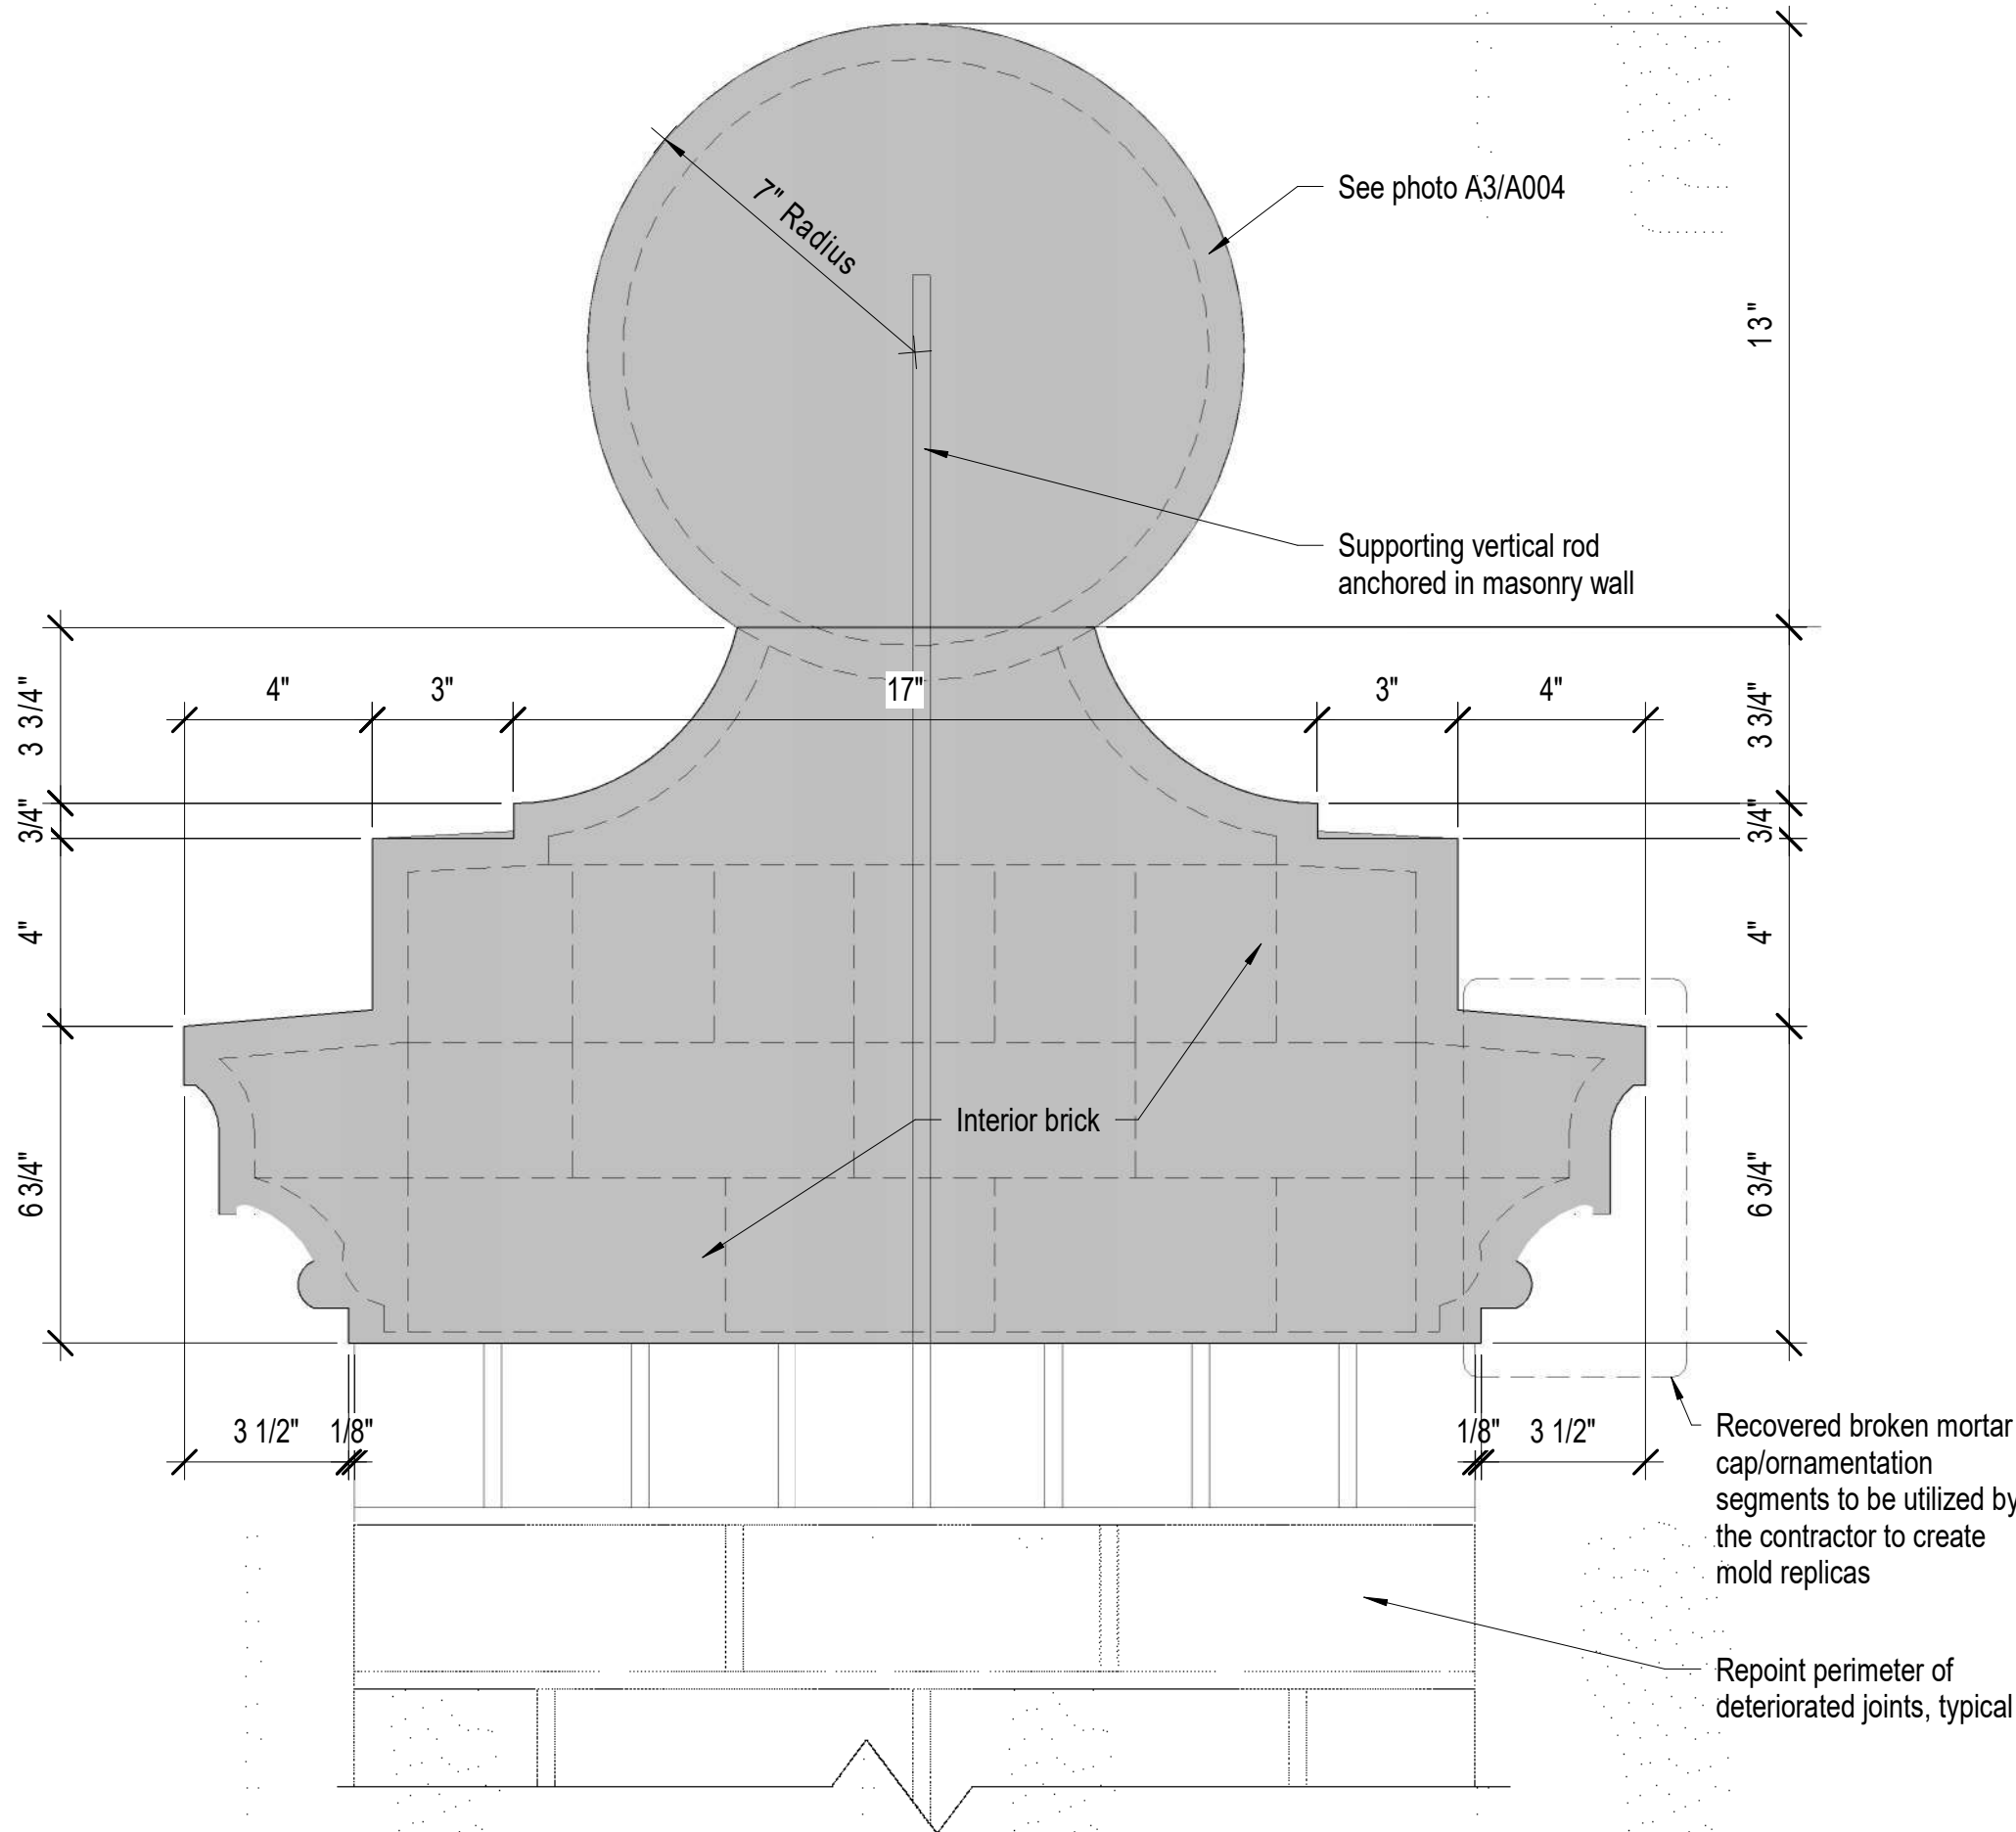 7" Radius
See photo A3/A004
13"
Supporting vertical rod
anchored in masonry wall
3 3/4"
4"
3"
17"
3"
4"
3 3/4"
3/4"
3/4"
4"
4"
Interior brick
6 3/4"
6 3/4"
3 1/2"
1/8"
1/8"
3 1/2"
Recovered broken mortar
cap/ornamentation
segments to be utilized by
the contractor to create
mold replicas
Repoint perimeter of
deteriorated joints, typical